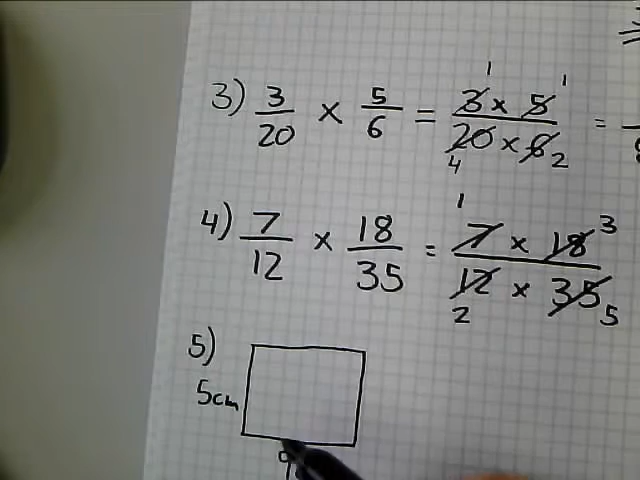 3) 3/20 × 5/6 = 3 × 5 / 20 × 6 =
1 1
4 2
4) 7/12 × 18/35 = 7 × 18 / 12 × 35
1 3
2 5
5)
5cm
9